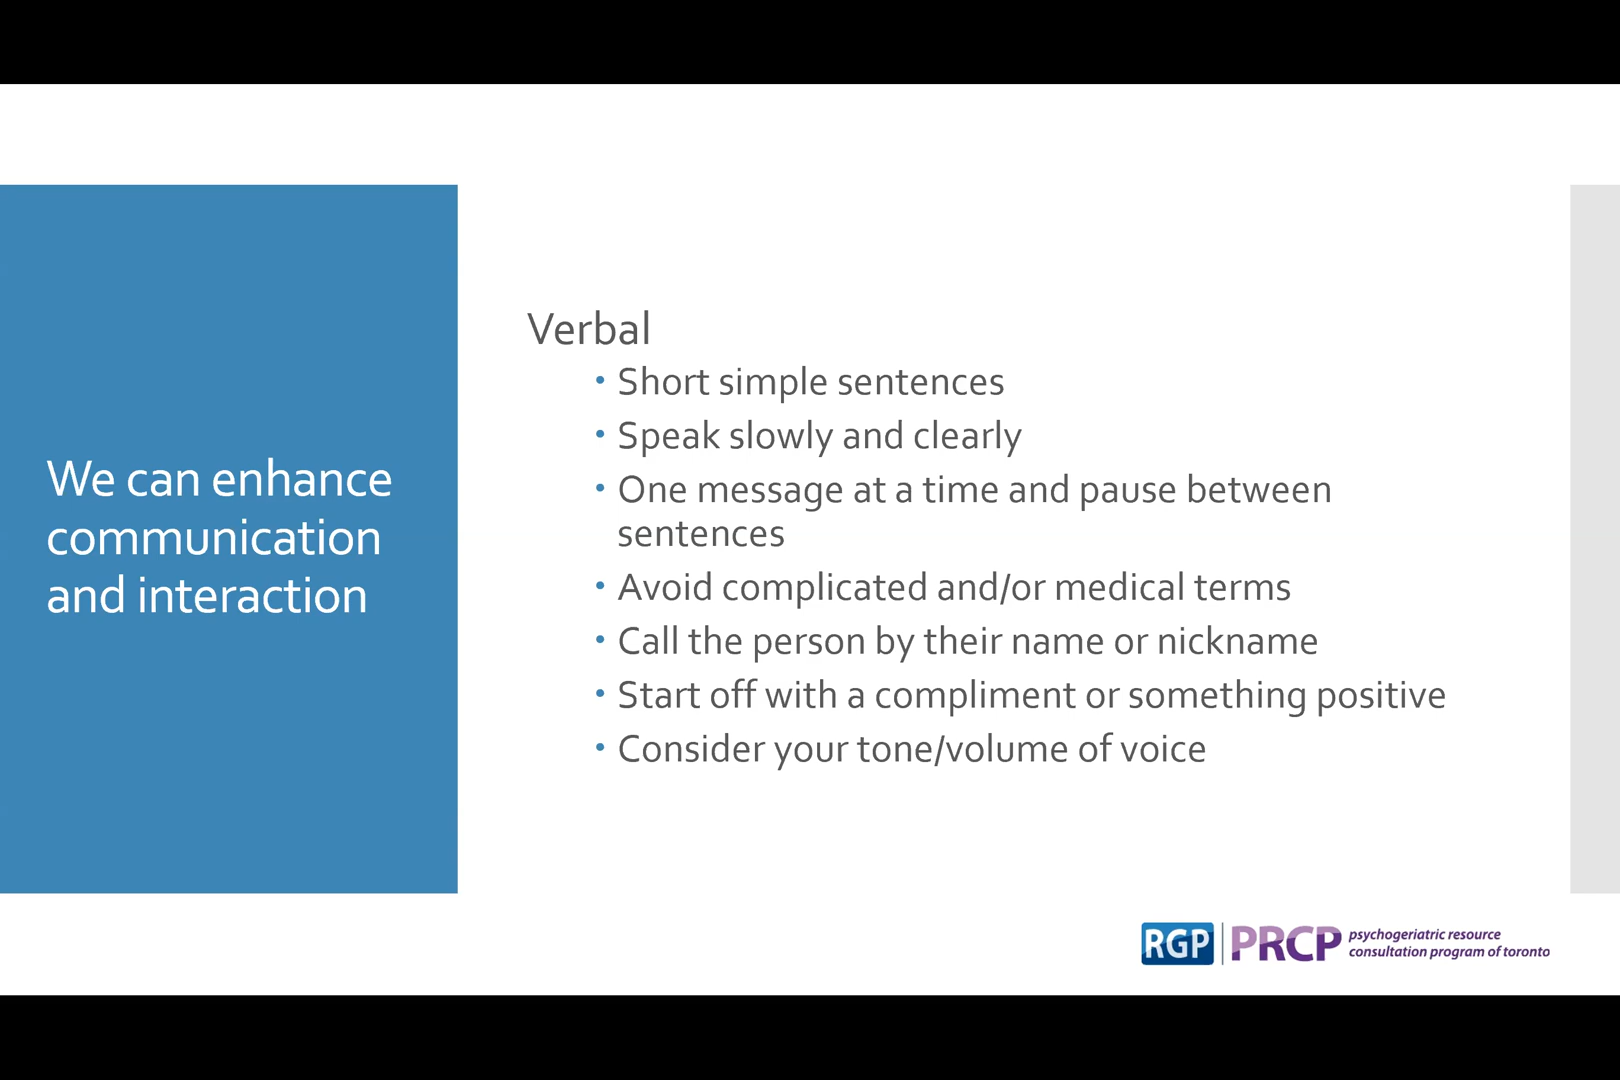 We can enhance
communication
and interaction
Verbal
• Short simple sentences
• Speak slowly and clearly
• One message at a time and pause between
sentences
• Avoid complicated and/or medical terms
• Call the person by their name or nickname
• Start off with a compliment or something positive
• Consider your tone/volume of voice
RGP PRCP psychogeriatric resource
consultation program of toronto